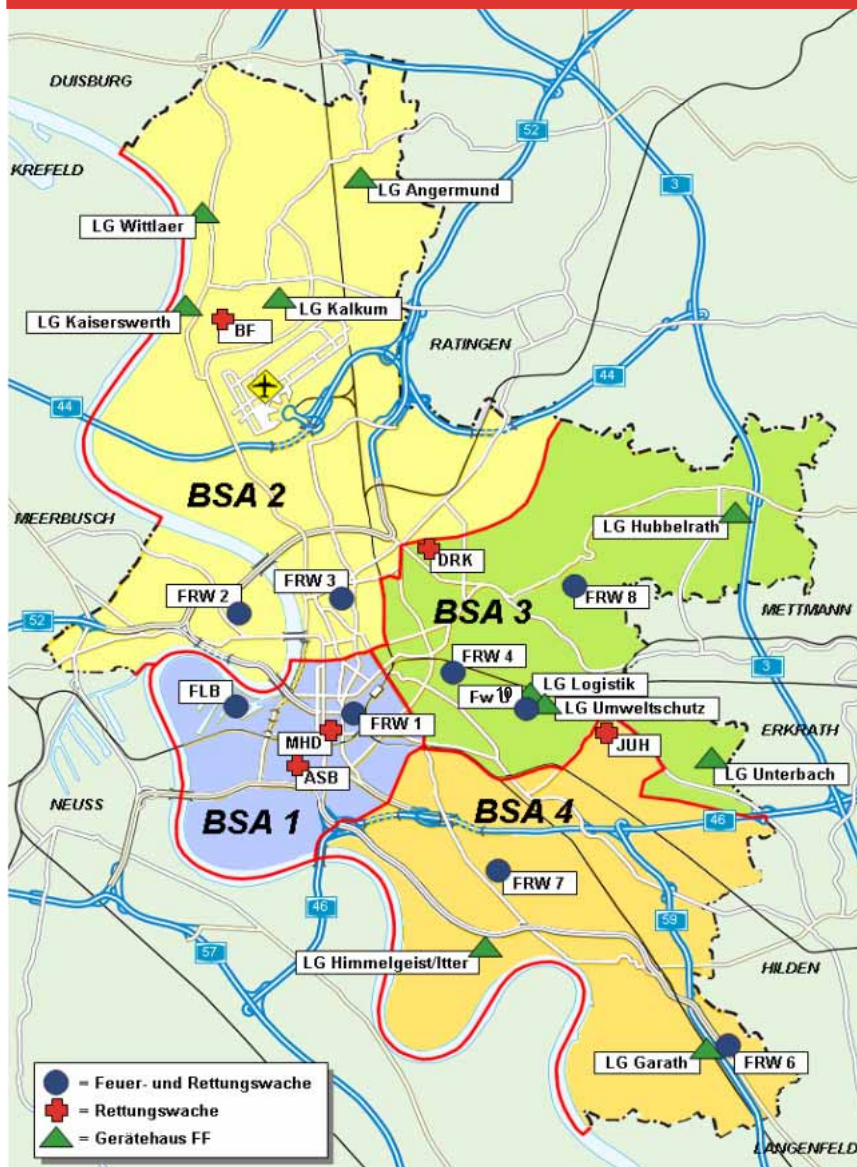 DUISBURG
52
KREFELD
3
LG Angermund
LG Wittlaer
LG Kaiserswerth
LG Kalkum
BF
RATINGEN
44
44
BSA 2
MEERBUSCH
LG Hubbelrath
DRK
FRW 3
FRW 2
FRW 8
BSA 3
METTMANN
52
FRW 4
3
LG Logistik
FLB
Fw U
10
LG Umweltschutz
FRW 1
ERKRATH
MHD
JUH
ASB
LG Unterbach
NEUSS
BSA 1
BSA 4
46
FRW 7
46
59
57
LG Himmelgeist/Itter
HILDEN
LG Garath
FRW 6
= Feuer- und Rettungswache
= Rettungswache
= Gerätehaus FF
LANGENFELD